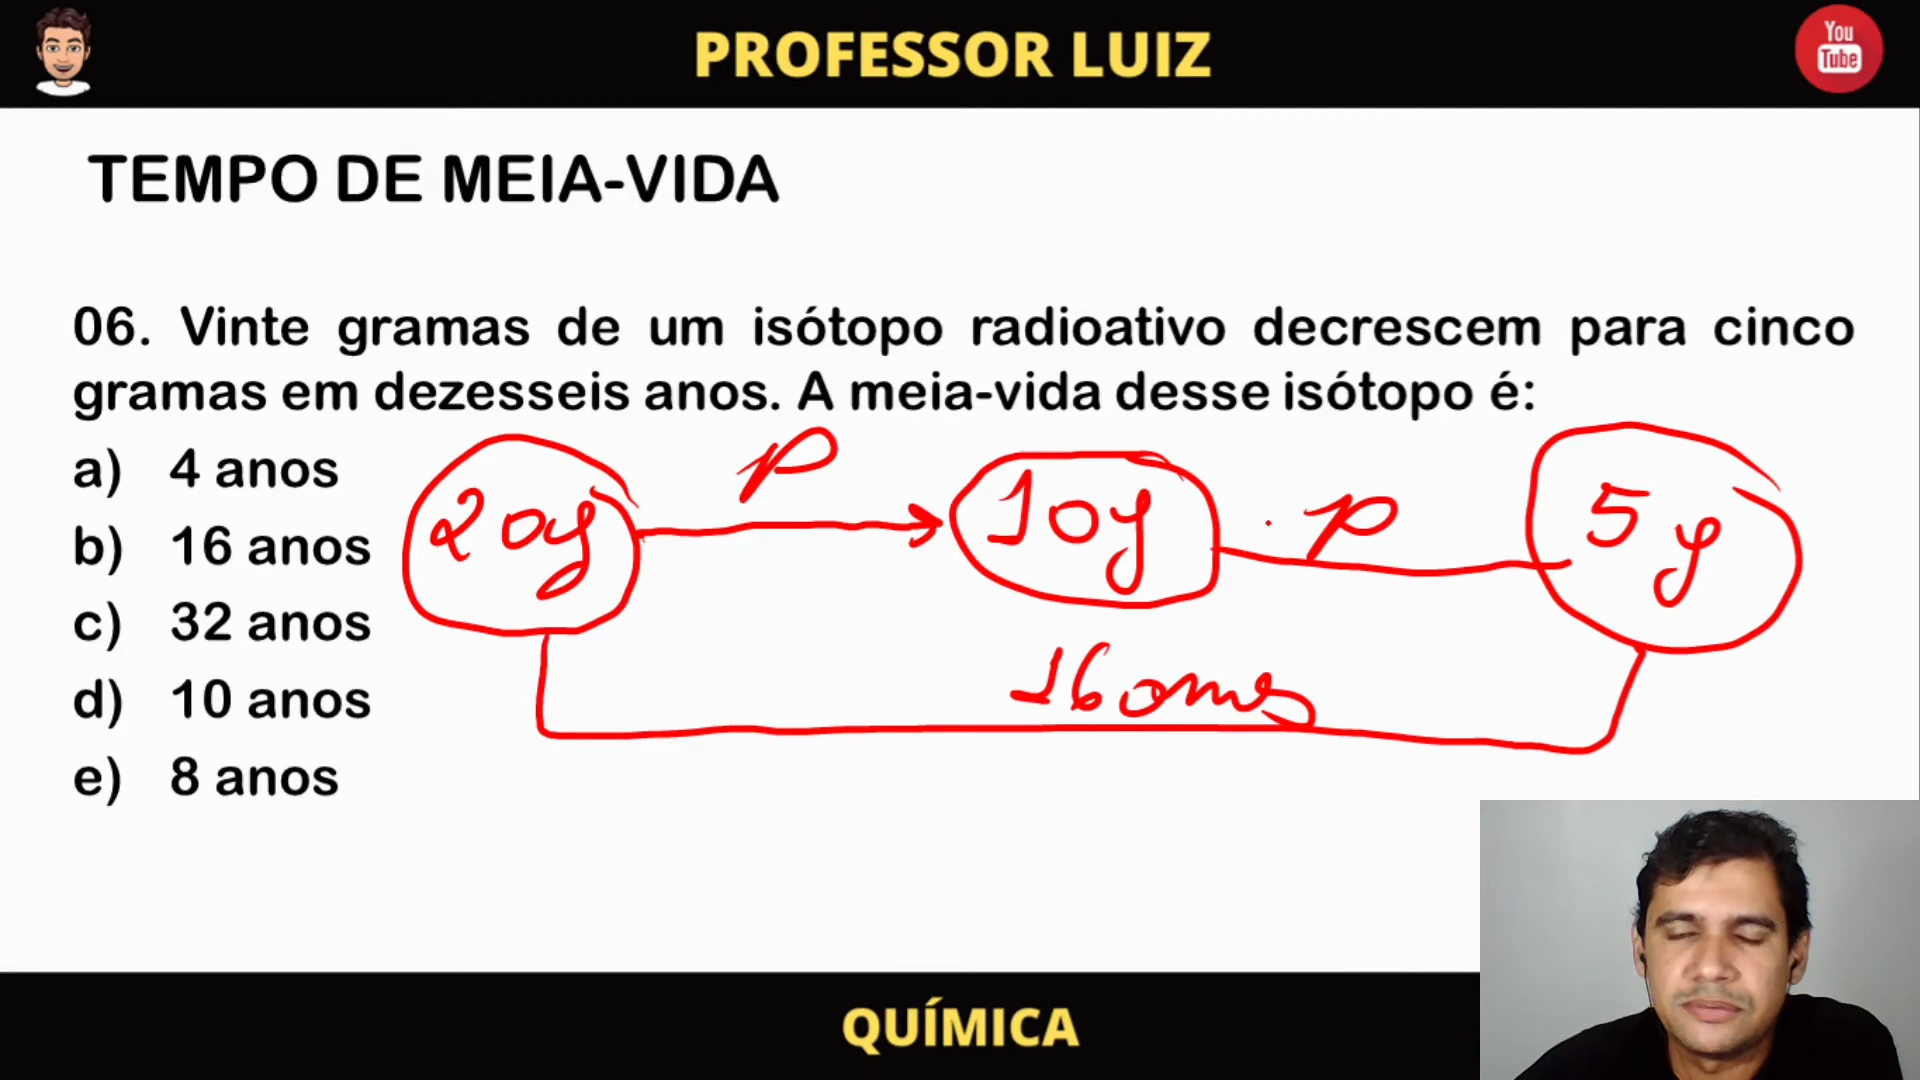 PROFESSOR LUIZ
You
Tube
TEMPO DE MEIA-VIDA
06. Vinte gramas de um isótopo radioativo decrescem para cinco
gramas em dezesseis anos. A meia-vida desse isótopo é:
a) 4 anos
b) 16 anos
c) 32 anos
d) 10 anos
e) 8 anos
20g
P
10g
P
5g
16 anos
QUÍMICA